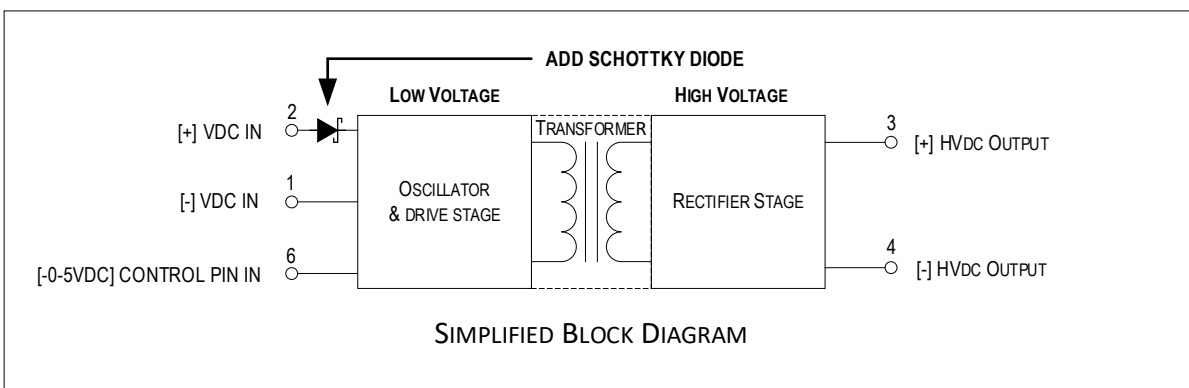 ADD SCHOTTKY DIODE
LOW VOLTAGE
HIGH VOLTAGE
2
[+] VDC IN
TRANSFORMER
3
[+] HVDC OUTPUT
1
[-] VDC IN
OSCILLATOR
& DRIVE STAGE
RECTIFIER STAGE
6
[-0-5VDC] CONTROL PIN IN
4
[-] HVDC OUTPUT
SIMPLIFIED BLOCK DIAGRAM